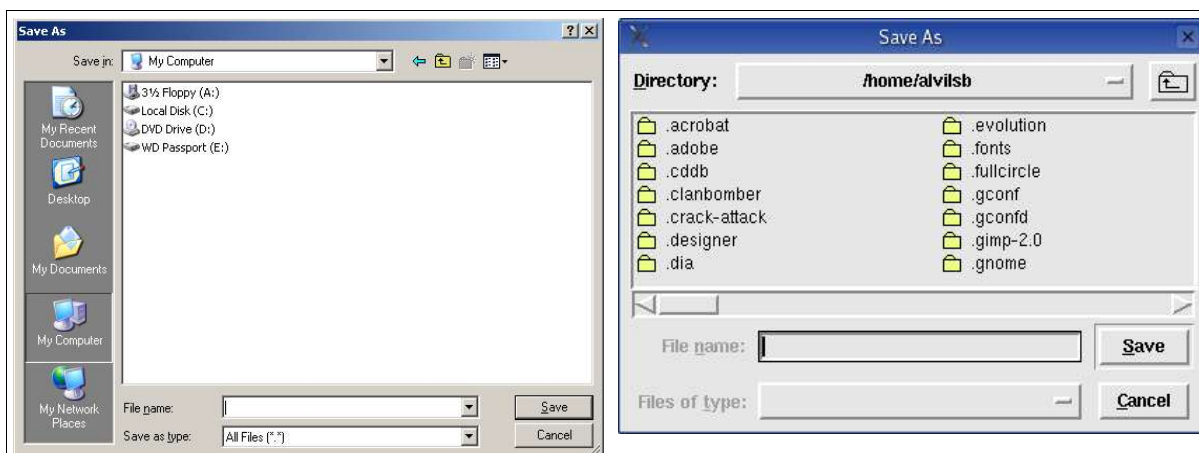 Save As
Save in: My Computer
My Recent
Documents
Desktop
My Documents
My Computer
My Network
Places
3½ Floppy (A:)
Local Disk (C:)
DVD Drive (D:)
WD Passport (E:)
File name:
Save
Save as type: All Files (*.*)
Cancel
Save As
Directory: /home/alvilsb
.acrobat
.adobe
.cddb
.clanbomber
.crack-attack
.designer
.dia
.evolution
.fonts
.fullcircle
.gconf
.gconfd
.gimp-2.0
.gnome
File name:
Save
Files of type:
Cancel